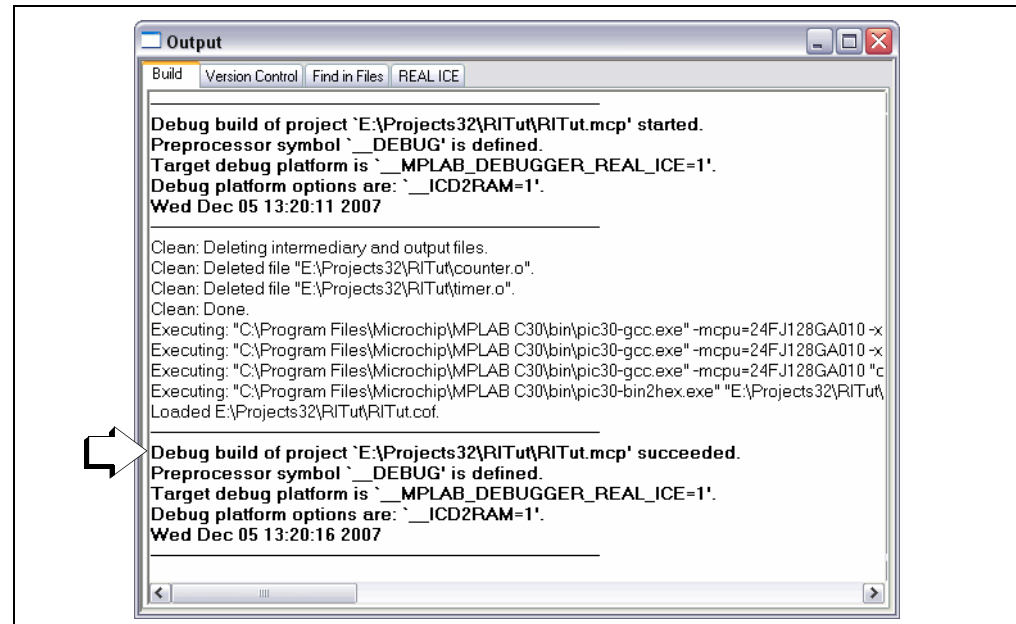 Output
Build Version Control Find in Files REAL ICE
Debug build of project `E:\Projects32\RITut\RITut.mcp' started.
Preprocessor symbol `__DEBUG' is defined.
Target debug platform is `__MPLAB_DEBUGGER_REAL_ICE=1'.
Debug platform options are: `__ICD2RAM=1'.
Wed Dec 05 13:20:11 2007
Clean: Deleting intermediary and output files.
Clean: Deleted file "E:\Projects32\RITut\counter.o".
Clean: Deleted file "E:\Projects32\RITut\timer.o".
Clean: Done.
Executing: "C:\Program Files\Microchip\MPLAB C30\bin\pic30-gcc.exe" -mcpu=24FJ128GA010 -x
Executing: "C:\Program Files\Microchip\MPLAB C30\bin\pic30-gcc.exe" -mcpu=24FJ128GA010 -x
Executing: "C:\Program Files\Microchip\MPLAB C30\bin\pic30-gcc.exe" -mcpu=24FJ128GA010 "c
Executing: "C:\Program Files\Microchip\MPLAB C30\bin\pic30-bin2hex.exe" "E:\Projects32\RITut\
Loaded E:\Projects32\RITut\RITut.cof.
Debug build of project `E:\Projects32\RITut\RITut.mcp' succeeded.
Preprocessor symbol `__DEBUG' is defined.
Target debug platform is `__MPLAB_DEBUGGER_REAL_ICE=1'.
Debug platform options are: `__ICD2RAM=1'.
Wed Dec 05 13:20:16 2007